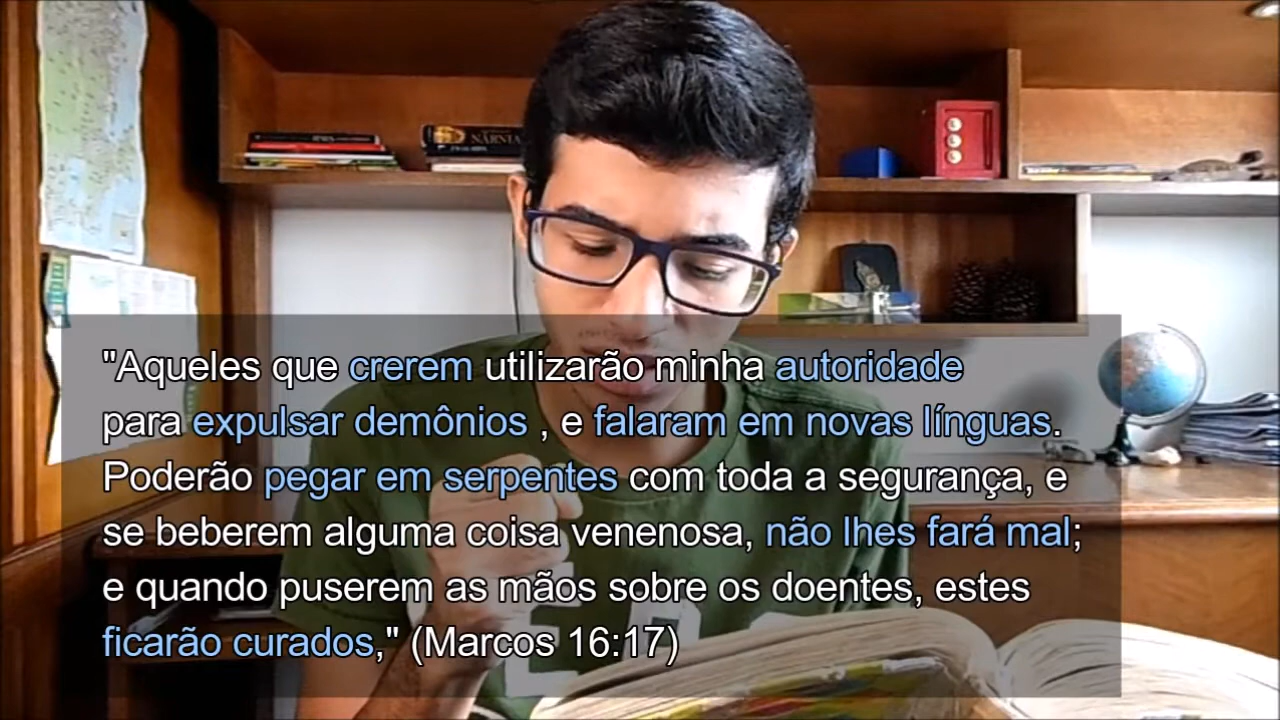 NÁRNIA
"Aqueles que crerem utilizarão minha autoridade
para expulsar demônios , e falaram em novas línguas.
Poderão pegar em serpentes com toda a segurança, e
se beberem alguma coisa venenosa, não lhes fará mal;
e quando puserem as mãos sobre os doentes, estes
ficarão curados," (Marcos 16:17)